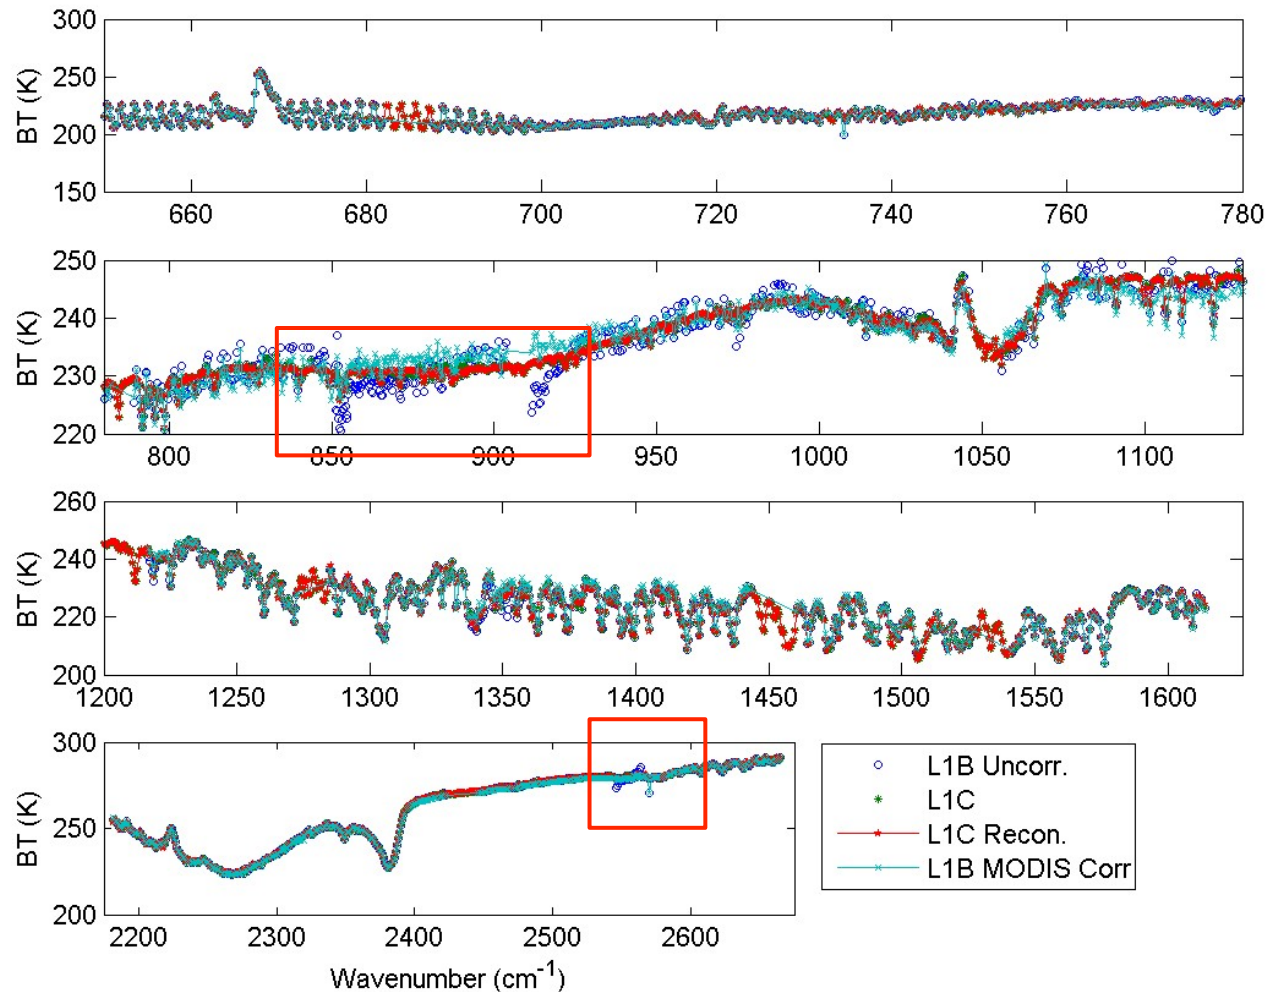 300
250
200
150
BT (K)
660 680 700 720 740 760 780
250
240
230
220
BT (K)
800 850 900 950 1000 1050 1100
260
240
220
200
BT (K)
1200 1250 1300 1350 1400 1450 1500 1550 1600
300
250
200
BT (K)
2200 2300 2400 2500 2600
Wavenumber (cm⁻¹)
L1B Uncorr.
L1C
L1C Recon.
L1B MODIS Corr